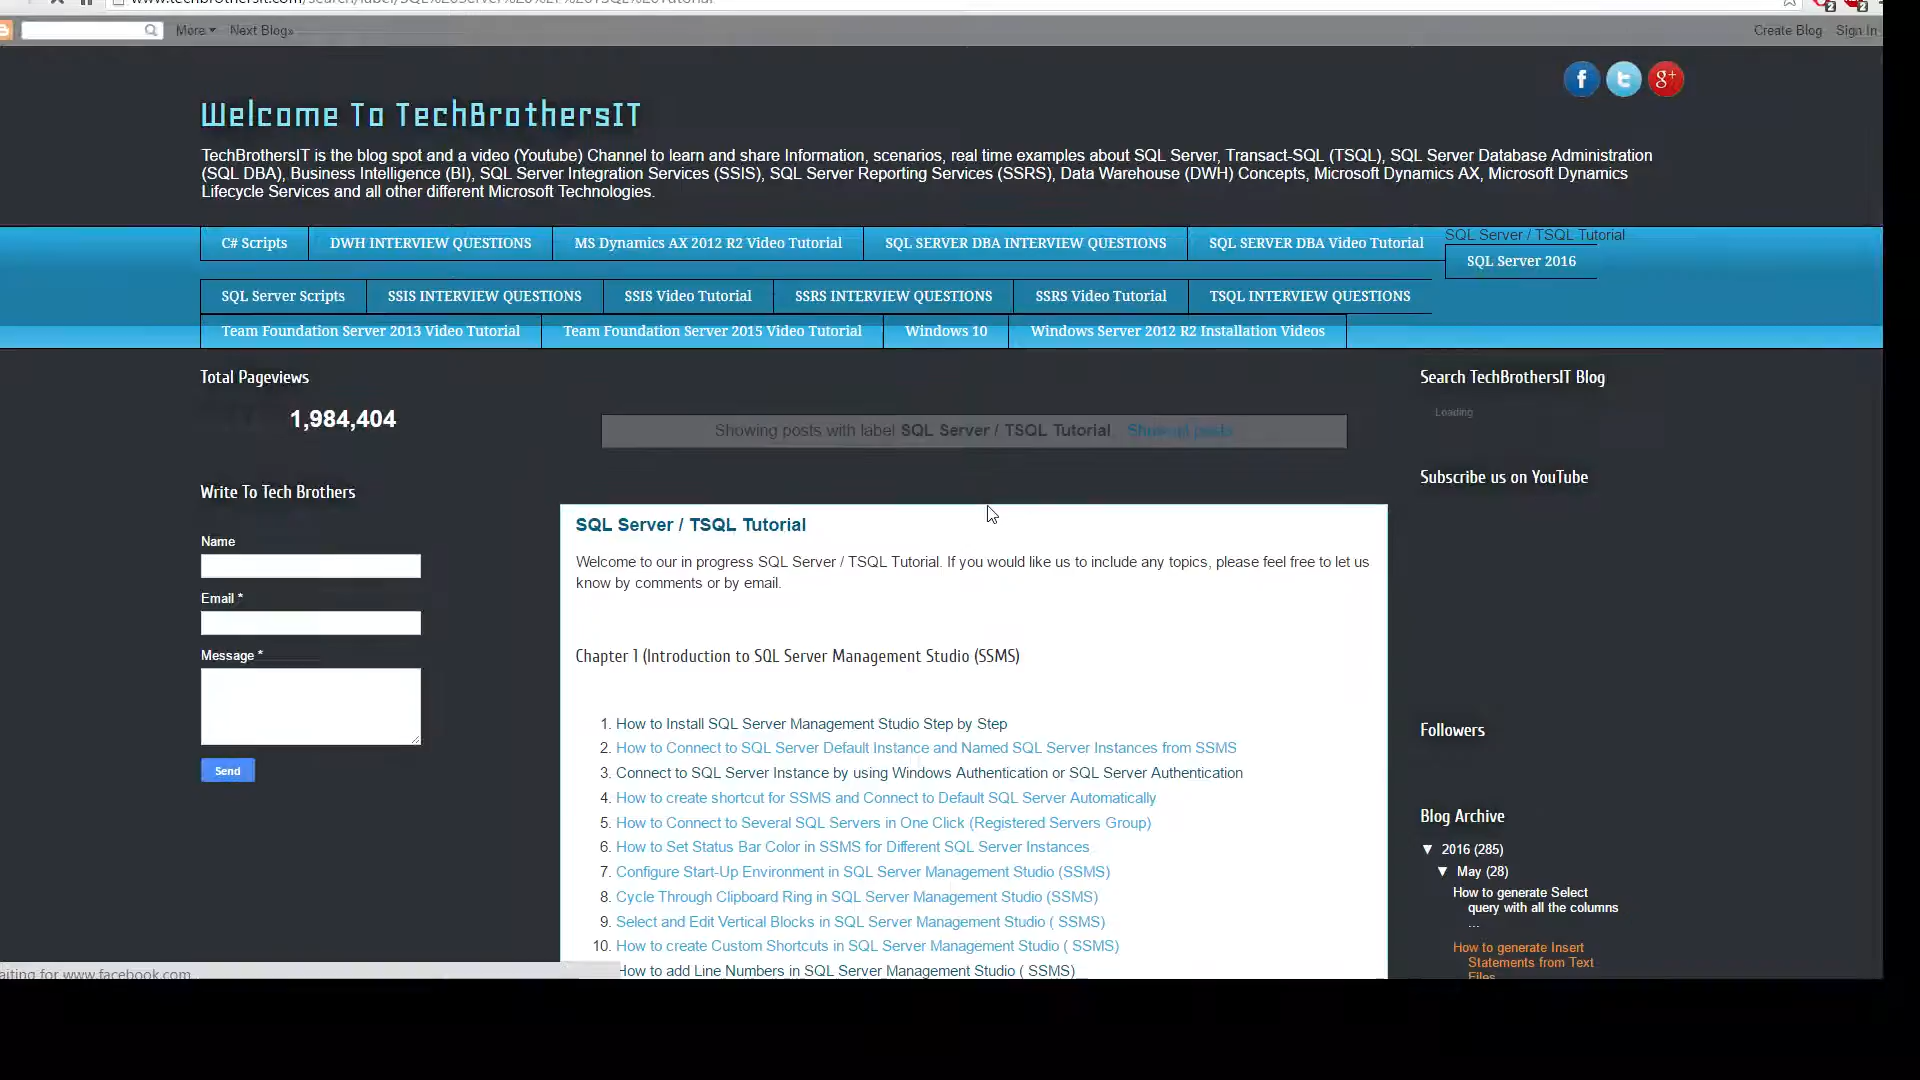 More ▾ Next Blog»
Create Blog Sign In
Welcome To TechBrothersIT
TechBrothersIT is the blog spot and a video (Youtube) Channel to learn and share Information, scenarios, real time examples about SQL Server, Transact-SQL (TSQL), SQL Server Database Administration
(SQL DBA), Business Intelligence (BI), SQL Server Integration Services (SSIS), SQL Server Reporting Services (SSRS), Data Warehouse (DWH) Concepts, Microsoft Dynamics AX, Microsoft Dynamics
Lifecycle Services and all other different Microsoft Technologies.
C# Scripts DWH INTERVIEW QUESTIONS MS Dynamics AX 2012 R2 Video Tutorial SQL SERVER DBA INTERVIEW QUESTIONS SQL SERVER DBA Video Tutorial SQL Server / TSQL Tutorial
SQL Server 2016
SQL Server Scripts SSIS INTERVIEW QUESTIONS SSIS Video Tutorial SSRS INTERVIEW QUESTIONS SSRS Video Tutorial TSQL INTERVIEW QUESTIONS
Team Foundation Server 2013 Video Tutorial Team Foundation Server 2015 Video Tutorial Windows 10 Windows Server 2012 R2 Installation Videos
Total Pageviews
1,984,404
Write To Tech Brothers
Name
Email *
Message *
Send
Showing posts with label SQL Server / TSQL Tutorial. Show all posts
SQL Server / TSQL Tutorial
Welcome to our in progress SQL Server / TSQL Tutorial. If you would like us to include any topics, please feel free to let us
know by comments or by email.
Chapter 1 (Introduction to SQL Server Management Studio (SSMS)
1. How to Install SQL Server Management Studio Step by Step
2. How to Connect to SQL Server Default Instance and Named SQL Server Instances from SSMS
3. Connect to SQL Server Instance by using Windows Authentication or SQL Server Authentication
4. How to create shortcut for SSMS and Connect to Default SQL Server Automatically
5. How to Connect to Several SQL Servers in One Click (Registered Servers Group)
6. How to Set Status Bar Color in SSMS for Different SQL Server Instances
7. Configure Start-Up Environment in SQL Server Management Studio (SSMS)
8. Cycle Through Clipboard Ring in SQL Server Management Studio (SSMS)
9. Select and Edit Vertical Blocks in SQL Server Management Studio ( SSMS)
10. How to create Custom Shortcuts in SQL Server Management Studio ( SSMS)
How to add Line Numbers in SQL Server Management Studio ( SSMS)
Search TechBrothersIT Blog
Loading
Subscribe us on YouTube
Followers
Blog Archive
▼ 2016 (285)
▼ May (28)
How to generate Select
query with all the columns
...
How to generate Insert
Statements from Text
Files
aiting for www.facebook.com